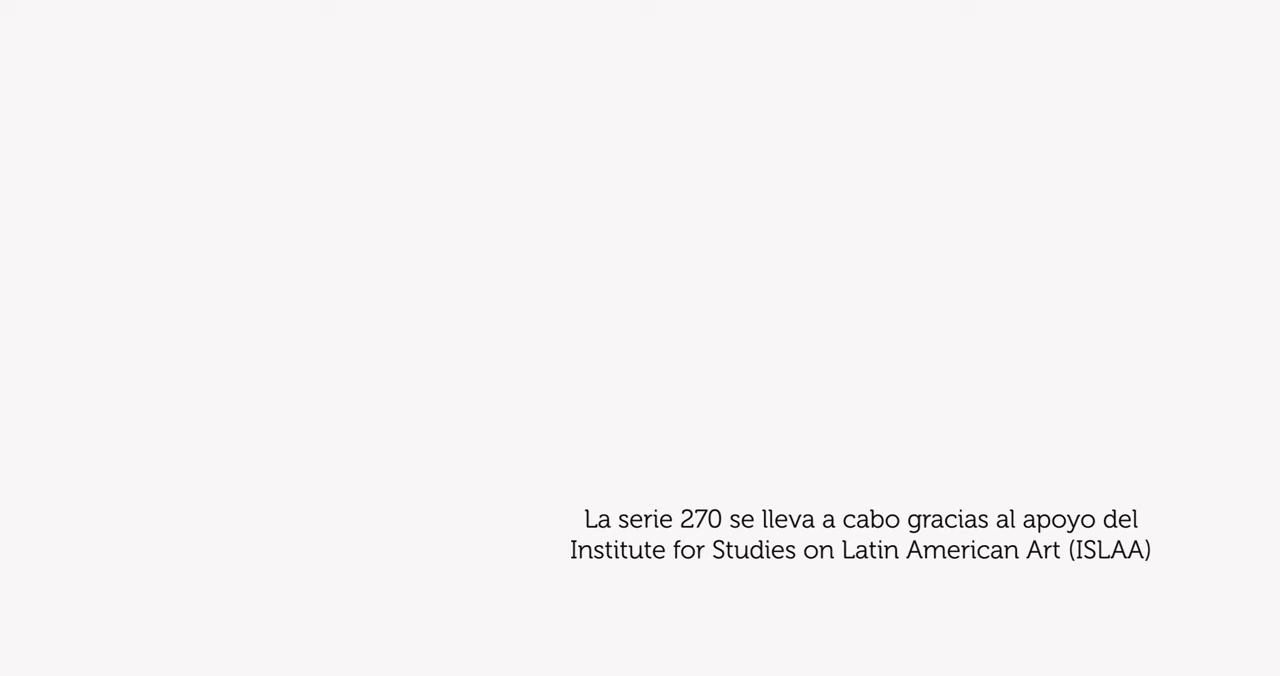 La serie 270 se lleva a cabo gracias al apoyo del
Institute for Studies on Latin American Art (ISLAA)